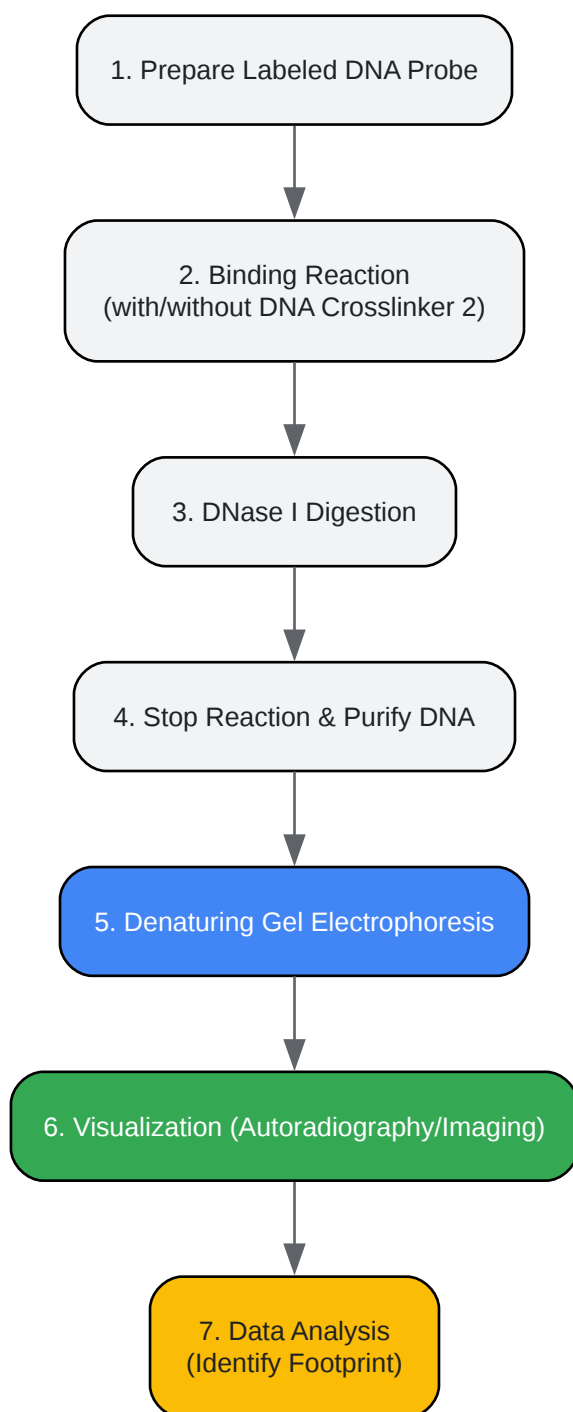 1. Prepare Labeled DNA Probe
2. Binding Reaction
(with/without DNA Crosslinker 2)
3. DNase I Digestion
4. Stop Reaction & Purify DNA
5. Denaturing Gel Electrophoresis
6. Visualization (Autoradiography/Imaging)
7. Data Analysis
(Identify Footprint)